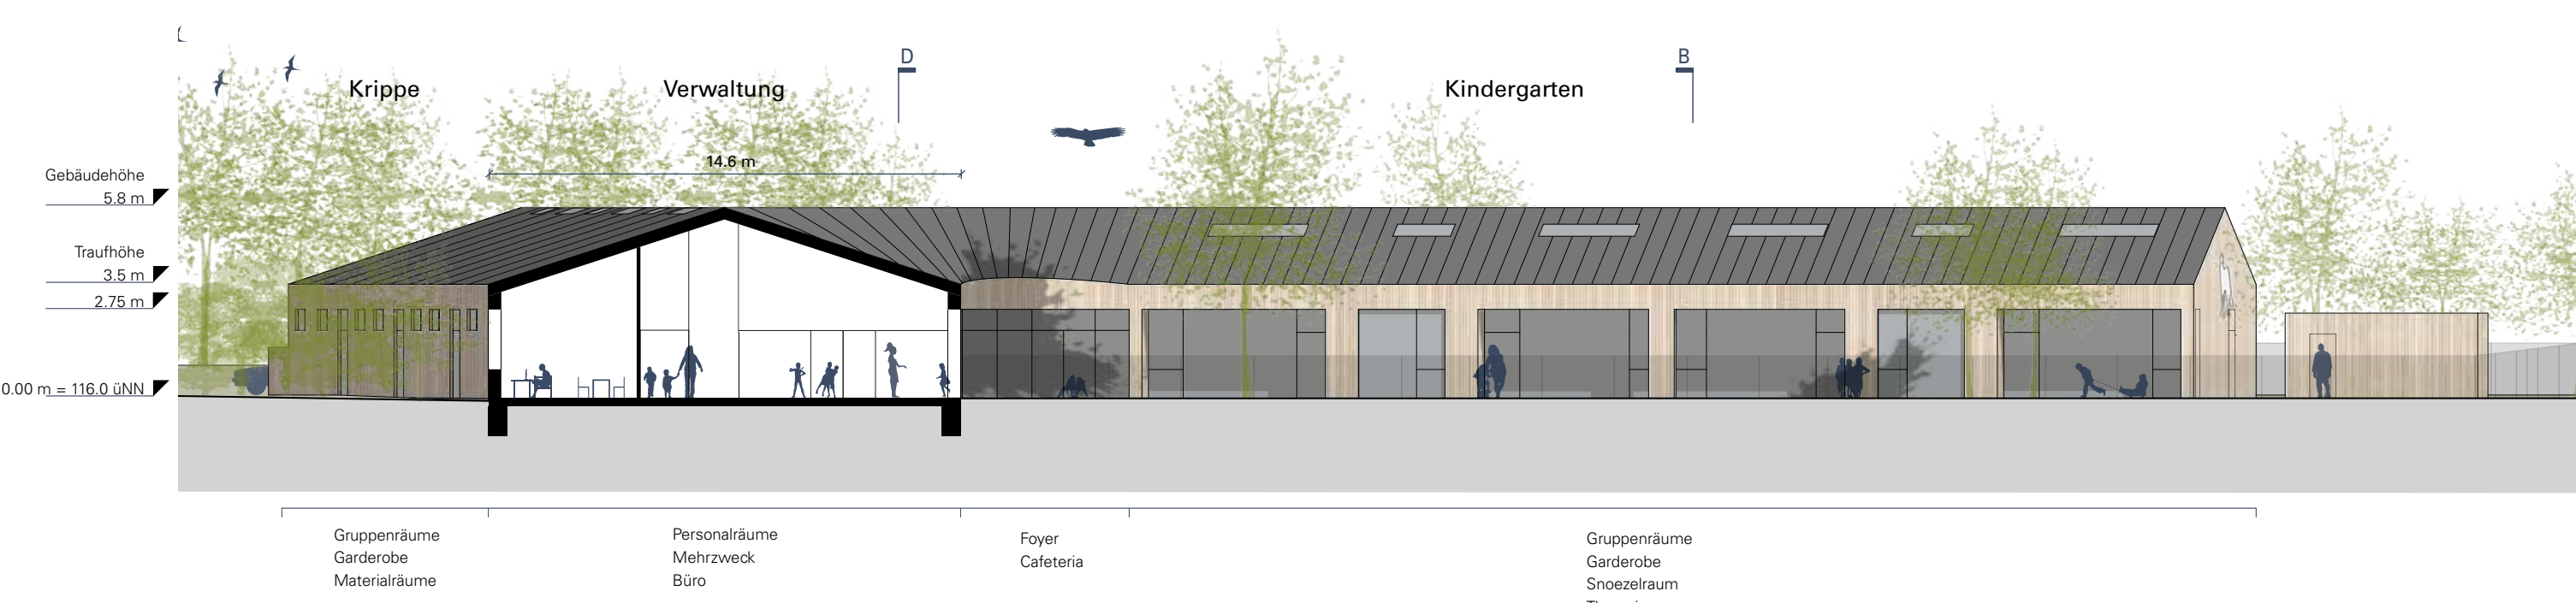 D
B
Krippe
Verwaltung
Kindergarten
14.6 m
Gebäudehöhe
5.8 m
Traufhöhe
3.5 m
2.75 m
0.00 m = 116.0 üNN
Gruppenräume
Garderobe
Materialräume
Personalräume
Mehrzweck
Büro
Foyer
Cafeteria
Gruppenräume
Garderobe
Snoezelraum